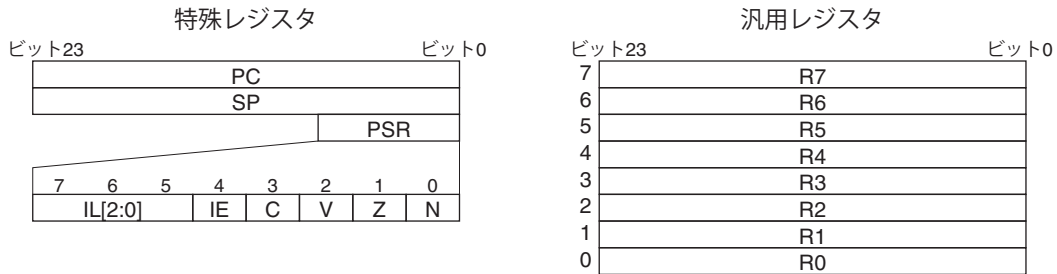 特殊レジスタ
ビット23 ビット0
PC
SP
PSR
7 6 5 4 3 2 1 0
IL[2:0] IE C V Z N
汎用レジスタ
ビット23 ビット0
7 R7
6 R6
5 R5
4 R4
3 R3
2 R2
1 R1
0 R0